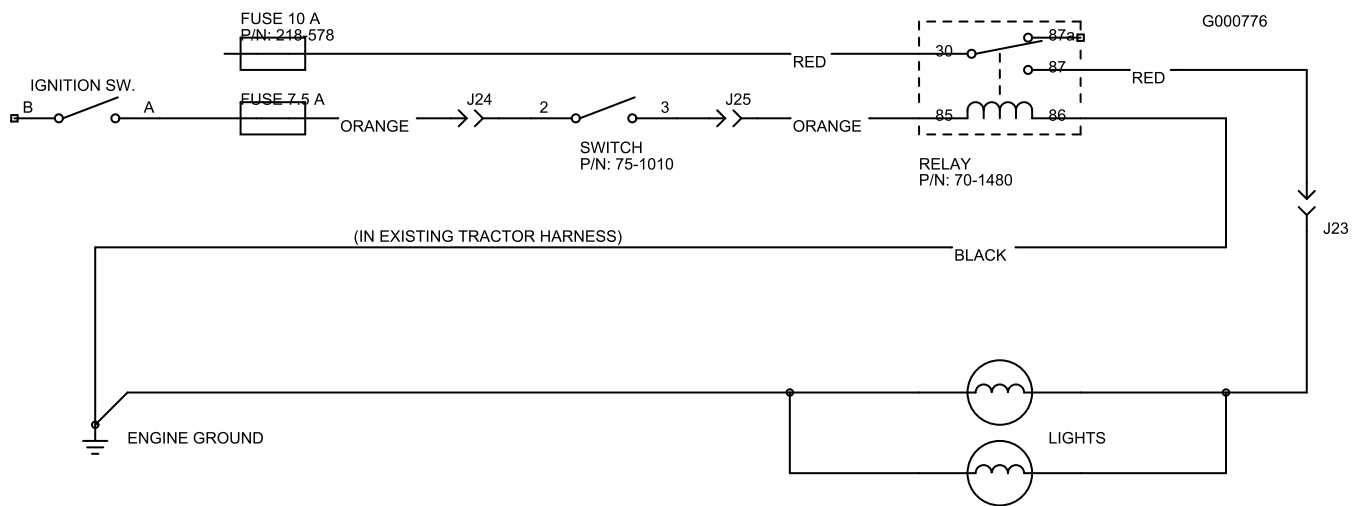 FUSE 10 A
P/N: 218-578
G000776
87a
30
RED
87
RED
IGNITION SW.
B
A
FUSE 7.5 A
ORANGE
J24
2
3
J25
ORANGE
85
86
SWITCH
P/N: 75-1010
RELAY
P/N: 70-1480
J23
(IN EXISTING TRACTOR HARNESS)
BLACK
ENGINE GROUND
LIGHTS